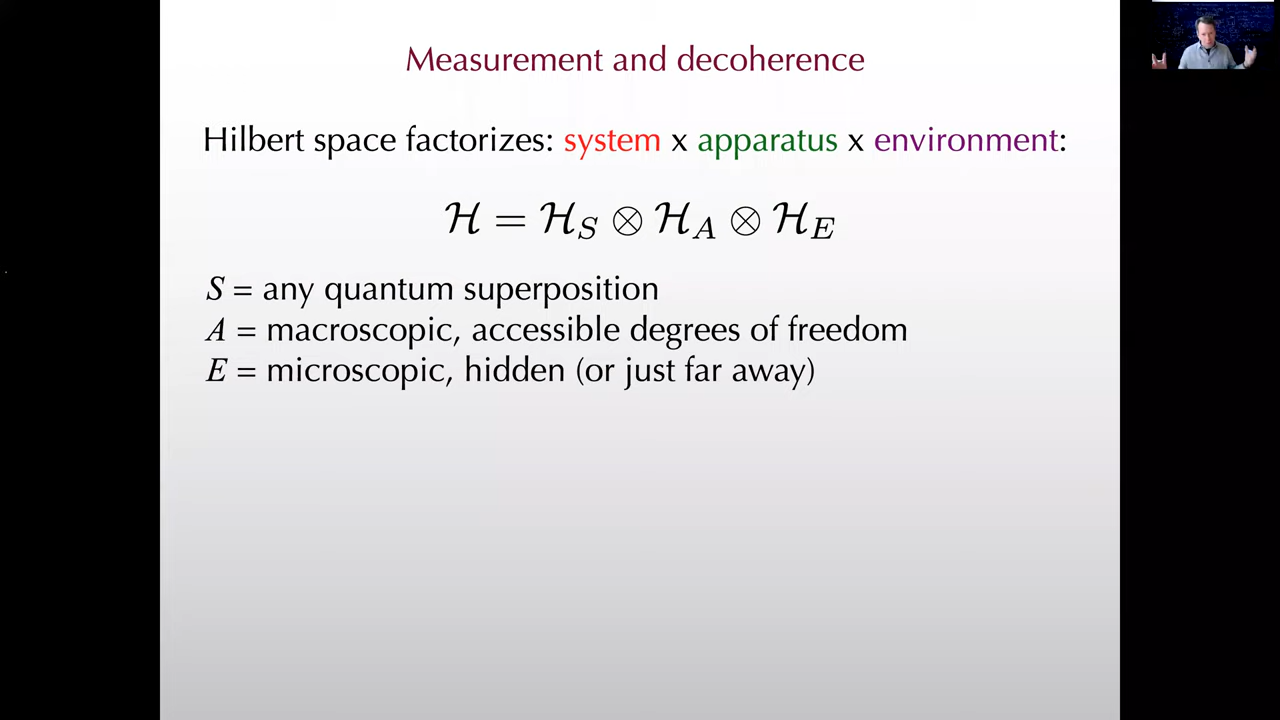 Measurement and decoherence
Hilbert space factorizes: system x apparatus x environment:
ℋ = ℋ_S ⊗ ℋ_A ⊗ ℋ_E
S = any quantum superposition
A = macroscopic, accessible degrees of freedom
E = microscopic, hidden (or just far away)